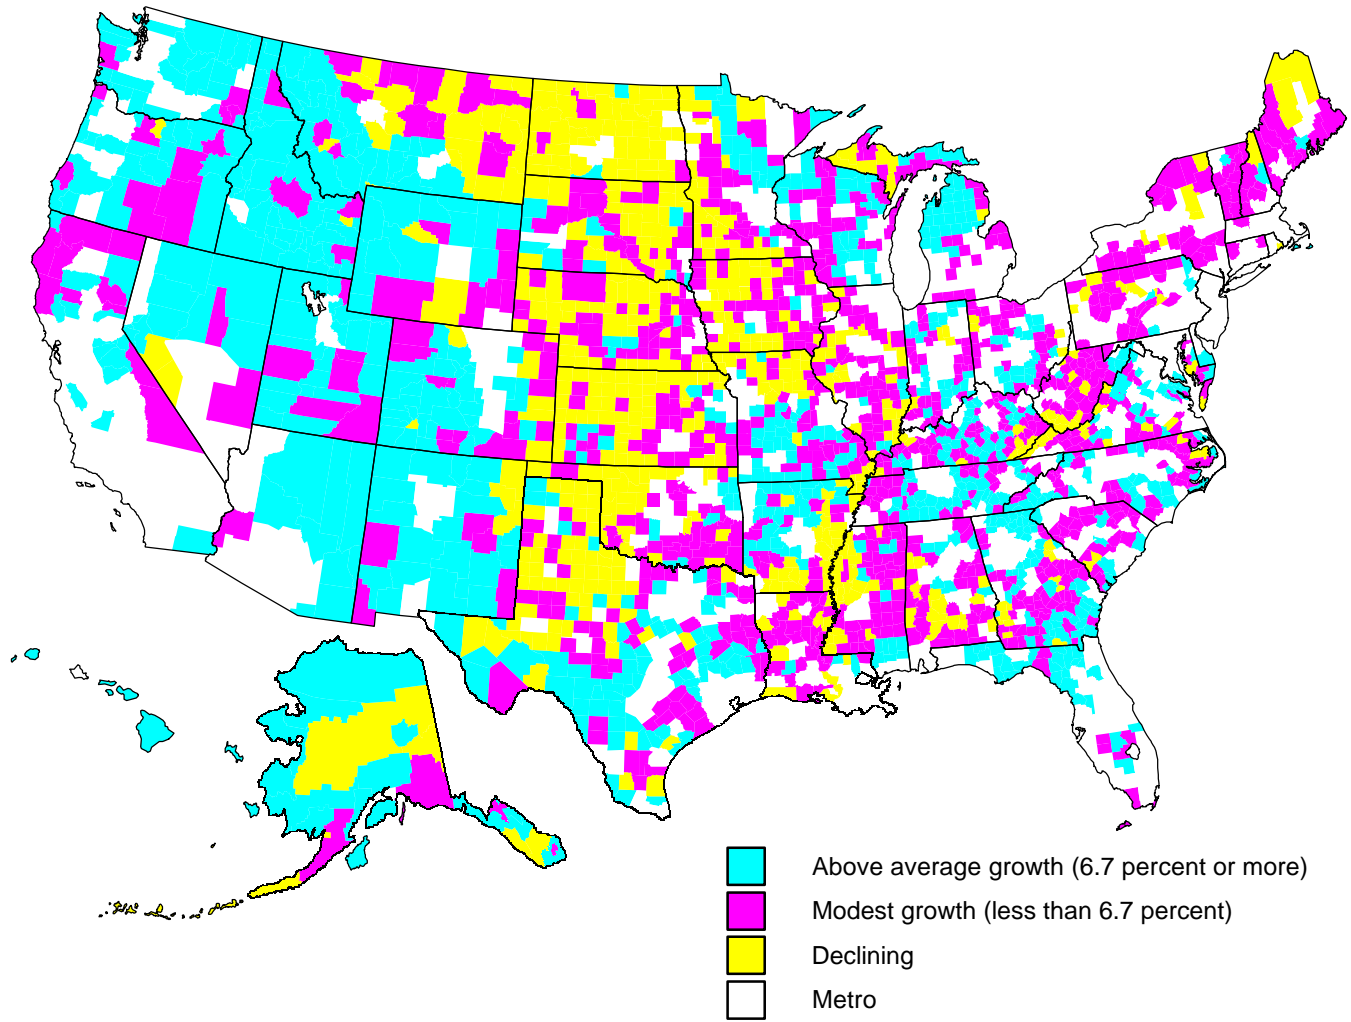 Above average growth (6.7 percent or more)
Modest growth (less than 6.7 percent)
Declining
Metro